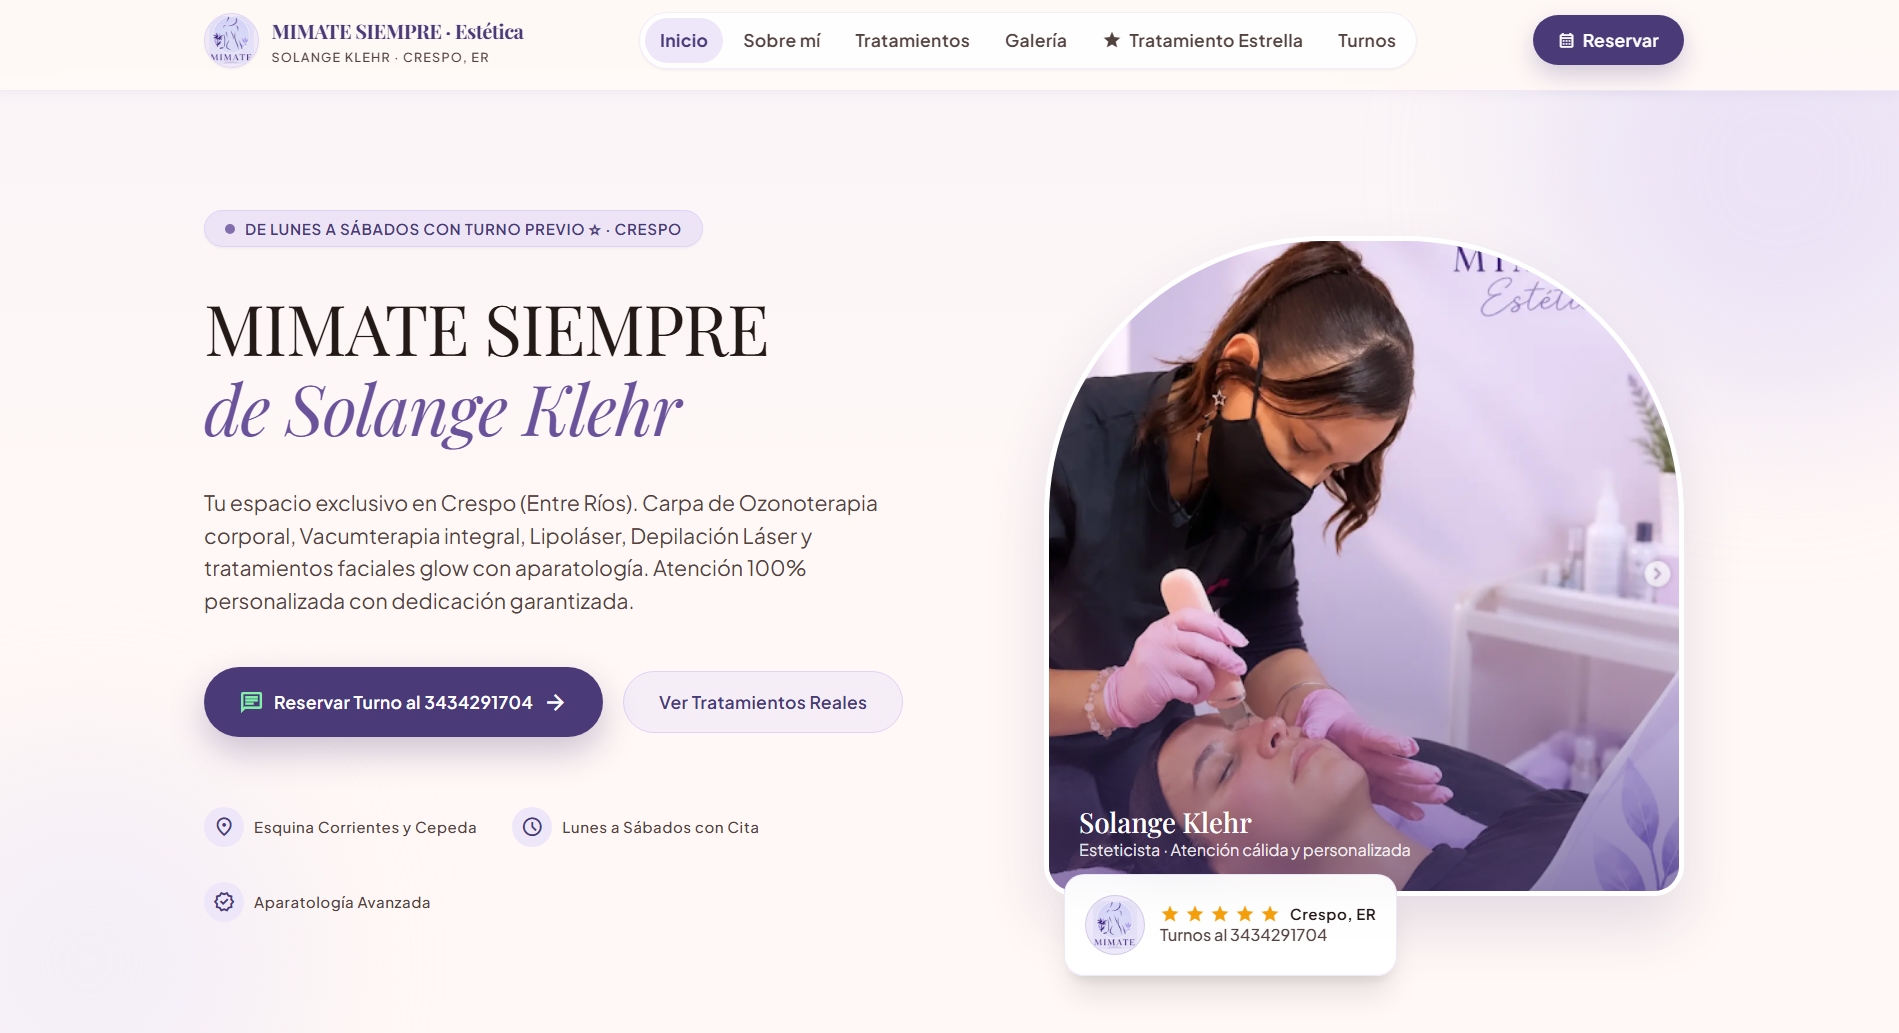 MIMATE
MIMATE SIEMPRE · Estética
SOLANGE KLEHR · CRESPO, ER
Inicio
Sobre mí
Tratamientos
Galería
★ Tratamiento Estrella
Turnos
Reservar
DE LUNES A SÁBADOS CON TURNO PREVIO ☆ · CRESPO
MIMATE SIEMPRE
de Solange Klehr
Tu espacio exclusivo en Crespo (Entre Ríos). Carpa de Ozonoterapia
corporal, Vacumterapia integral, Lipoláser, Depilación Láser y
tratamientos faciales glow con aparatología. Atención 100%
personalizada con dedicación garantizada.
Reservar Turno al 3434291704 →
Ver Tratamientos Reales
Esquina Corrientes y Cepeda
Lunes a Sábados con Cita
Aparatología Avanzada
Solange Klehr
Esteticista · Atención cálida y personalizada
MIMATE
★ ★ ★ ★ ★ Crespo, ER
Turnos al 3434291704